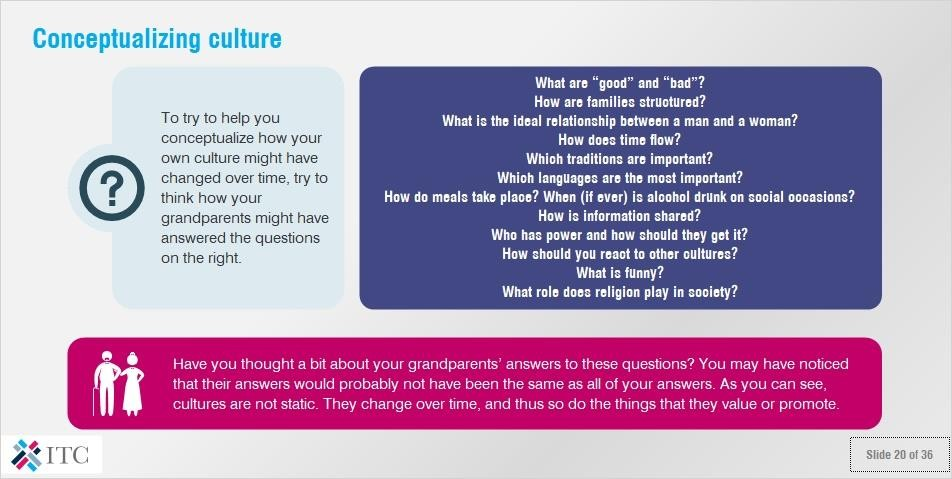 Conceptualizing culture
To try to help you
conceptualize how your
own culture might have
changed over time, try to
think how your
grandparents might have
answered the questions
on the right.
?
What are “good” and “bad”?
How are families structured?
What is the ideal relationship between a man and a woman?
How does time flow?
Which traditions are important?
Which languages are the most important?
How do meals take place? When (if ever) is alcohol drunk on social occasions?
How is information shared?
Who has power and how should they get it?
How should you react to other cultures?
What is funny?
What role does religion play in society?
Have you thought a bit about your grandparents’ answers to these questions? You may have noticed
that their answers would probably not have been the same as all of your answers. As you can see,
cultures are not static. They change over time, and thus so do the things that they value or promote.
ITC
Slide 20 of 36